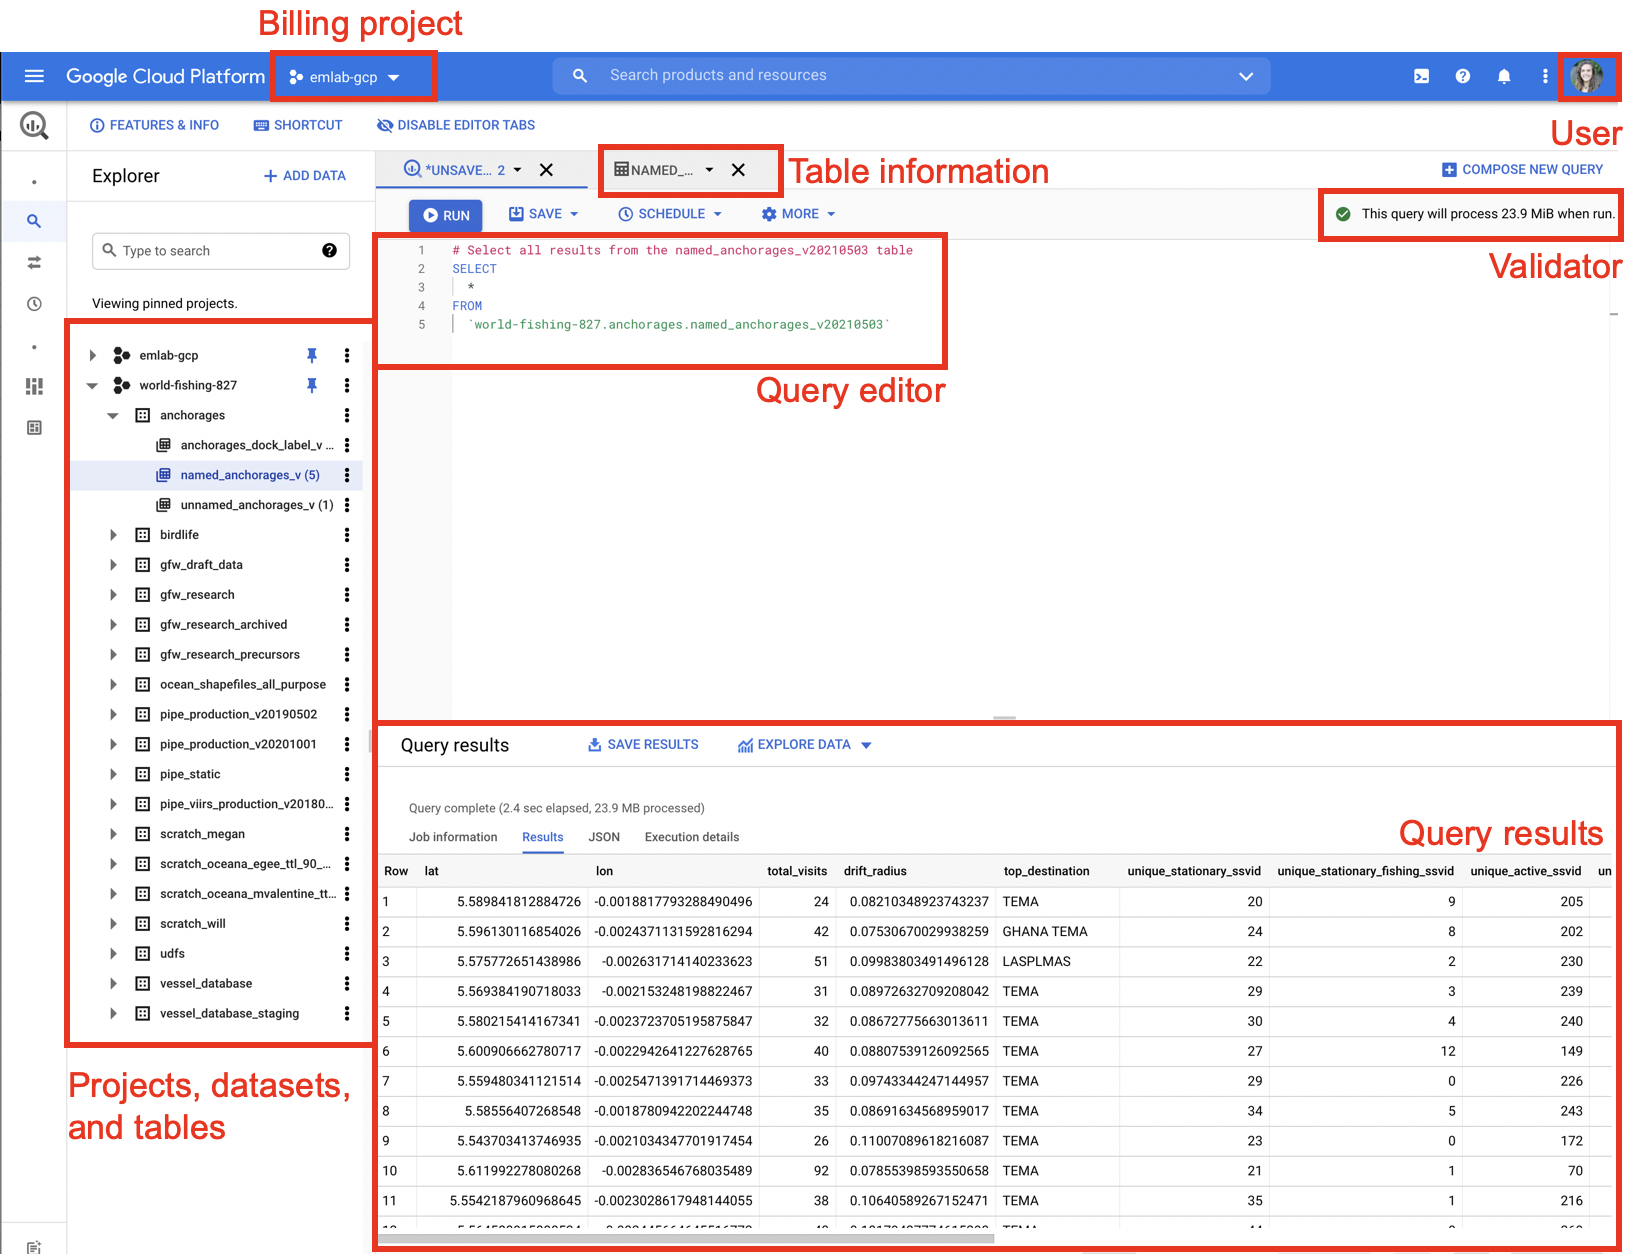 Billing project
Google Cloud Platform
emlab-gcp
Search products and resources
FEATURES & INFO
SHORTCUT
DISABLE EDITOR TABS
User
Explorer
+ ADD DATA
*UNSAVE... 2
NAMED_...
Table information
COMPOSE NEW QUERY
RUN
SAVE
SCHEDULE
MORE
This query will process 23.9 MiB when run.
Validator
Type to search
Viewing pinned projects.
1 # Select all results from the named_anchorages_v20210503 table
2 SELECT
3 *
4 FROM
5 `world-fishing-827.anchorages.named_anchorages_v20210503`
Query editor
emlab-gcp
world-fishing-827
anchorages
anchorages_dock_label_v ...
named_anchorages_v (5)
unnamed_anchorages_v (1)
birdlife
gfw_draft_data
gfw_research
gfw_research_archived
gfw_research_precursors
ocean_shapefiles_all_purpose
pipe_production_v20190502
pipe_production_v20201001
pipe_static
pipe_viirs_production_v20180...
scratch_megan
scratch_oceana_egee_ttl_90_...
scratch_oceana_mvalentine_tt...
scratch_will
udfs
vessel_database
vessel_database_staging
Projects, datasets,
and tables
Query results
SAVE RESULTS
EXPLORE DATA
Query complete (2.4 sec elapsed, 23.9 MB processed)
Job information Results JSON Execution details
Query results
Row lat lon total_visits drift_radius top_destination unique_stationary_ssvid unique_stationary_fishing_ssvid unique_active_ssvid un
1 5.589841812884726 -0.0018817793288490496 24 0.08210348923743237 TEMA 20 9 205
2 5.596130116854026 -0.0024371131592816294 42 0.07530670029938259 GHANA TEMA 24 8 202
3 5.575772651438986 -0.002631714140233623 51 0.09983803491496128 LASPLMAS 22 2 230
4 5.569384190718033 -0.002153248198822467 31 0.08972632709208042 TEMA 29 3 239
5 5.580215414167341 -0.0023723705195875847 32 0.08672775663013611 TEMA 30 4 240
6 5.600906662780717 -0.0022942641227628765 40 0.08807539126092565 TEMA 27 12 149
7 5.559480341121514 -0.0025471391714469373 33 0.09743344247144957 TEMA 29 0 226
8 5.58556407268548 -0.0018780942202244748 35 0.08691634568959017 TEMA 34 5 243
9 5.543703413746935 -0.0021034347701917454 26 0.11007089618216087 TEMA 23 0 172
10 5.611992278080268 -0.002836546768035489 92 0.07855398593550658 TEMA 21 1 70
11 5.5542187960968645 -0.0023028617948144055 38 0.10640589267152471 TEMA 35 1 216